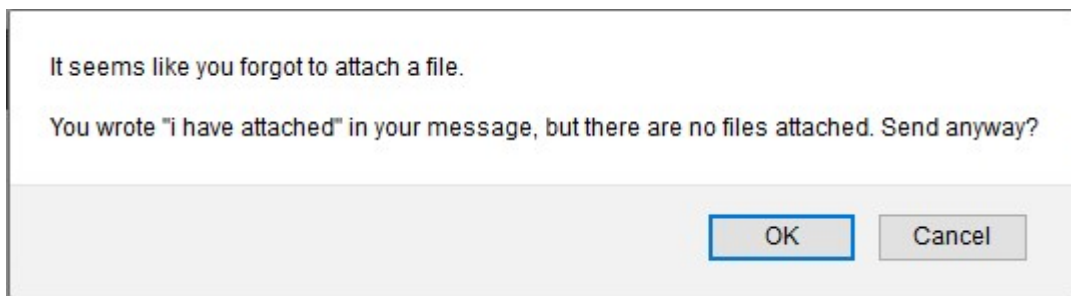 It seems like you forgot to attach a file.
You wrote "i have attached" in your message, but there are no files attached. Send anyway?
OK
Cancel